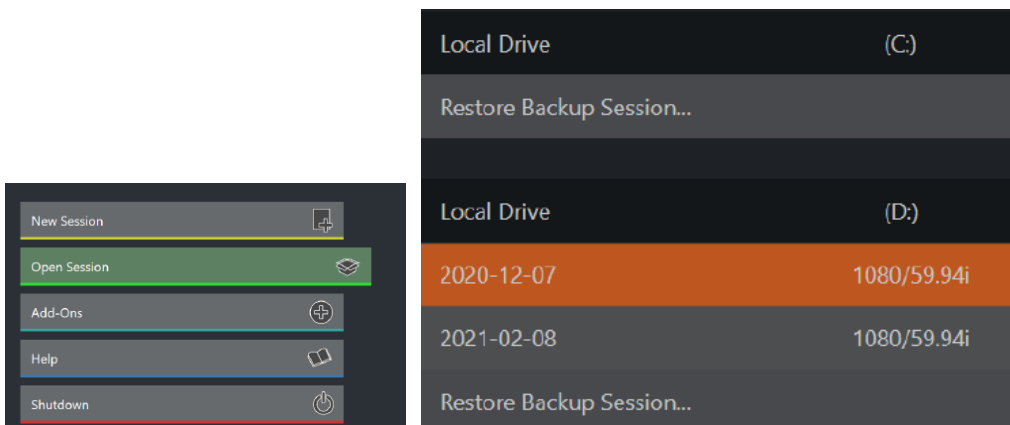 New Session
Open Session
Add-Ons
Help
Shutdown
Local Drive (C:)
Restore Backup Session...
Local Drive (D:)
2020-12-07 1080/59.94i
2021-02-08 1080/59.94i
Restore Backup Session...